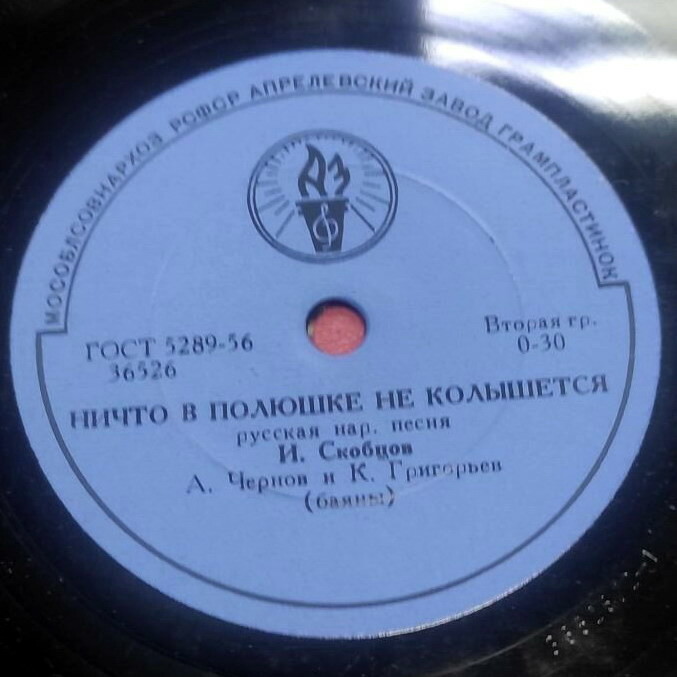 МОСОБЛСОВНАРХОЗ РСФСР АПРЕЛЕВСКИЙ ЗАВОД ГРАМПЛАСТИНОК
АЗ
ГОСТ 5289-56
36526
Вторая гр.
0-30
НИЧТО В ПОЛЮШКЕ НЕ КОЛЫШЕТСЯ
русская нар. песня
И. Скобцов
А. Чернов и К. Григорьев
(баяны)